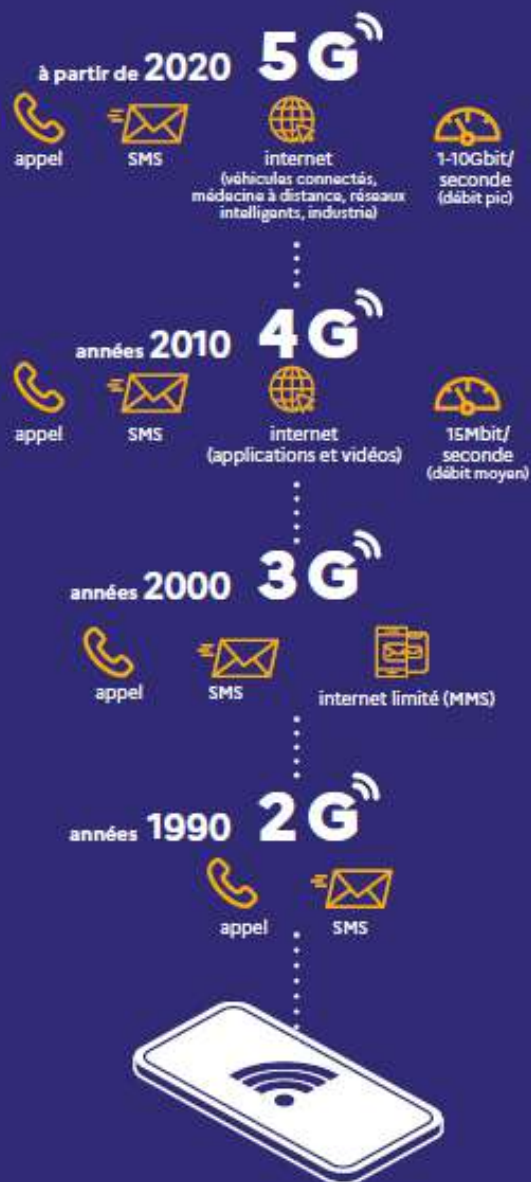 à partir de 2020 5G
appel SMS internet 1-10Gbit/
(véhicules connectés, seconde
médecine à distance, réseaux (débit pic)
intelligents, industrie)
années 2010 4G
appel SMS internet 15Mbit/
(applications et vidéos) seconde
(débit moyen)
années 2000 3G
appel SMS internet limité (MMS)
années 1990 2G
appel SMS